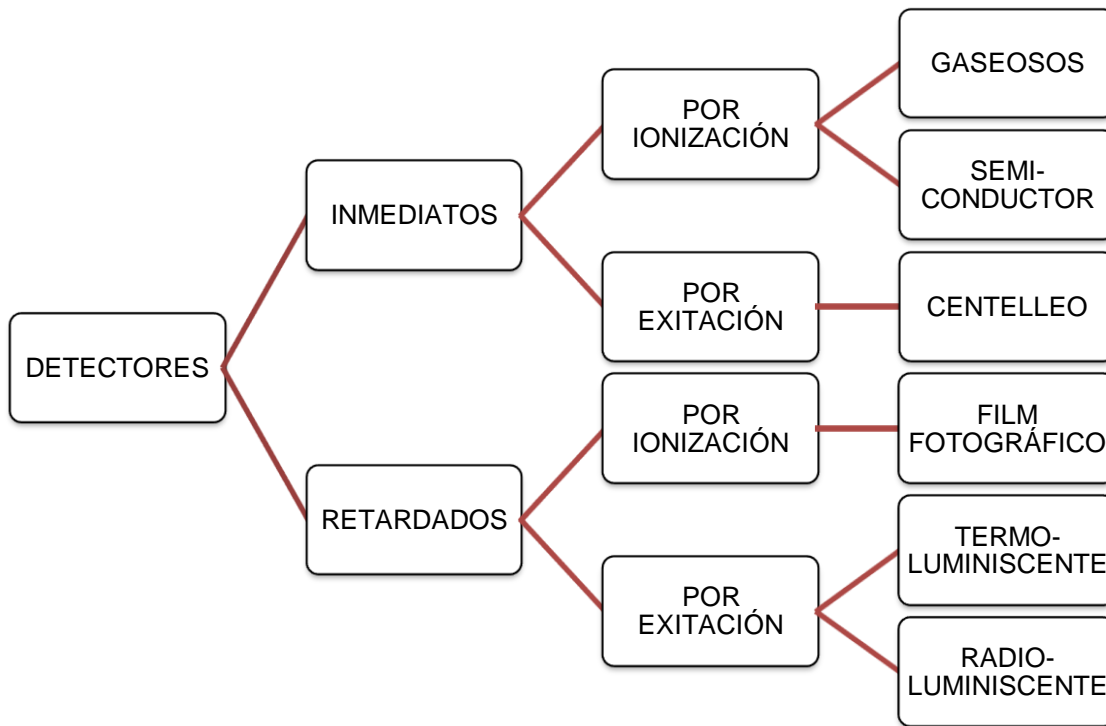 DETECTORES
INMEDIATOS
POR
IONIZACIÓN
GASEOSOS
SEMI-
CONDUCTOR
POR
EXITACIÓN
CENTELLEO
RETARDADOS
POR
IONIZACIÓN
FILM
FOTOGRÁFICO
POR
EXITACIÓN
TERMO-
LUMINISCENTE
RADIO-
LUMINISCENTE